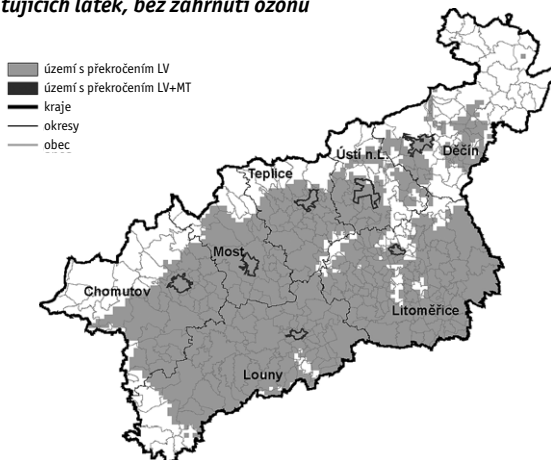 tujících látek, bez zahrnutí ozonu
území s překročením LV
území s překročením LV+MT
kraje
okresy
obec
Děčín
Ústí n.L.
Teplice
Most
Chomutov
Litoměřice
Louny